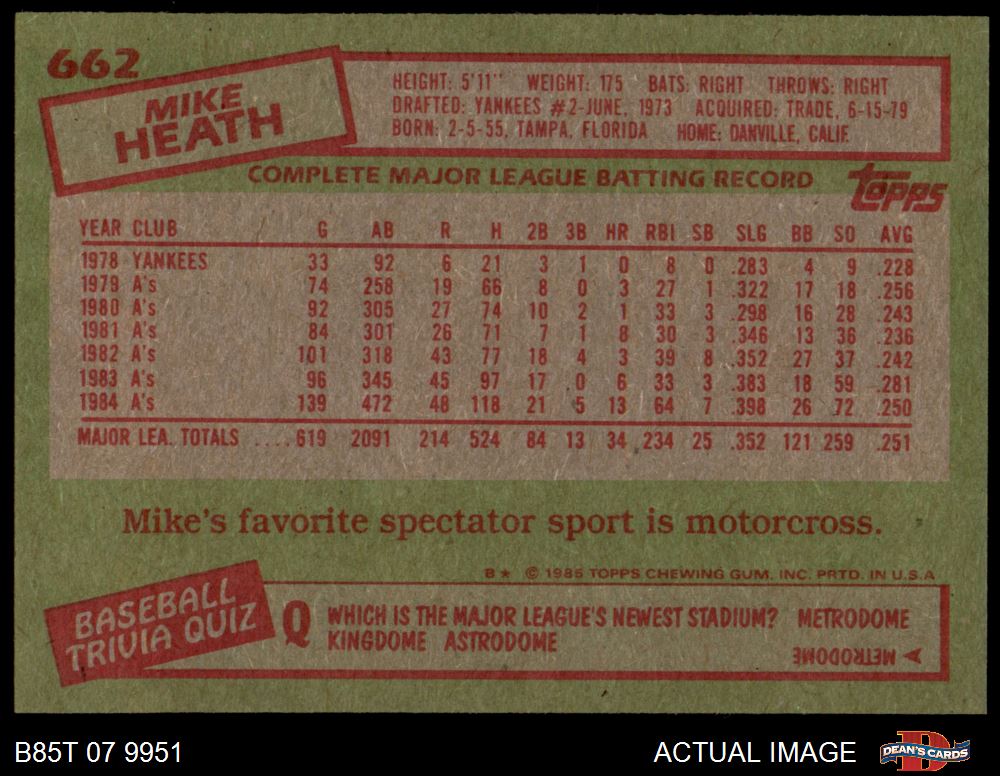 662
MIKE
HEATH
HEIGHT: 5'11" WEIGHT: 175 BATS: RIGHT THROWS: RIGHT
DRAFTED: YANKEES #2-JUNE, 1973 ACQUIRED: TRADE, 6-15-79
BORN: 2-5-55, TAMPA, FLORIDA HOME: DANVILLE, CALIF.
COMPLETE MAJOR LEAGUE BATTING RECORD
topps
YEAR CLUB G AB R H 2B 3B HR RBI SB SLG BB SO AVG
1978 YANKEES 33 92 6 21 3 1 0 8 0 .283 4 9 .228
1979 A's 74 258 19 66 8 0 3 27 1 .322 17 18 .256
1980 A's 92 305 27 74 10 2 1 33 3 .298 16 28 .243
1981 A's 84 301 26 71 7 1 8 30 3 .346 13 36 .236
1982 A's 101 318 43 77 18 4 3 39 8 .352 27 37 .242
1983 A's 96 345 45 97 17 0 6 33 3 .383 18 59 .281
1984 A's 139 472 48 118 21 5 13 64 7 .398 26 72 .250
MAJOR LEA. TOTALS ....619 2091 214 524 84 13 34 234 25 .352 121 259 .251
Mike's favorite spectator sport is motorcross.
B* © 1985 TOPPS CHEWING GUM, INC. PRTD. IN U.S.A
BASEBALL
TRIVIA QUIZ
Q WHICH IS THE MAJOR LEAGUE'S NEWEST STADIUM? METRODOME
KINGDOME ASTRODOME
METRODOME
B85T 07 9951
ACTUAL IMAGE
D
DEAN'S CARDS